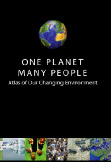 ONE PLANET
MANY PEOPLE
Atlas of Our Changing Environment